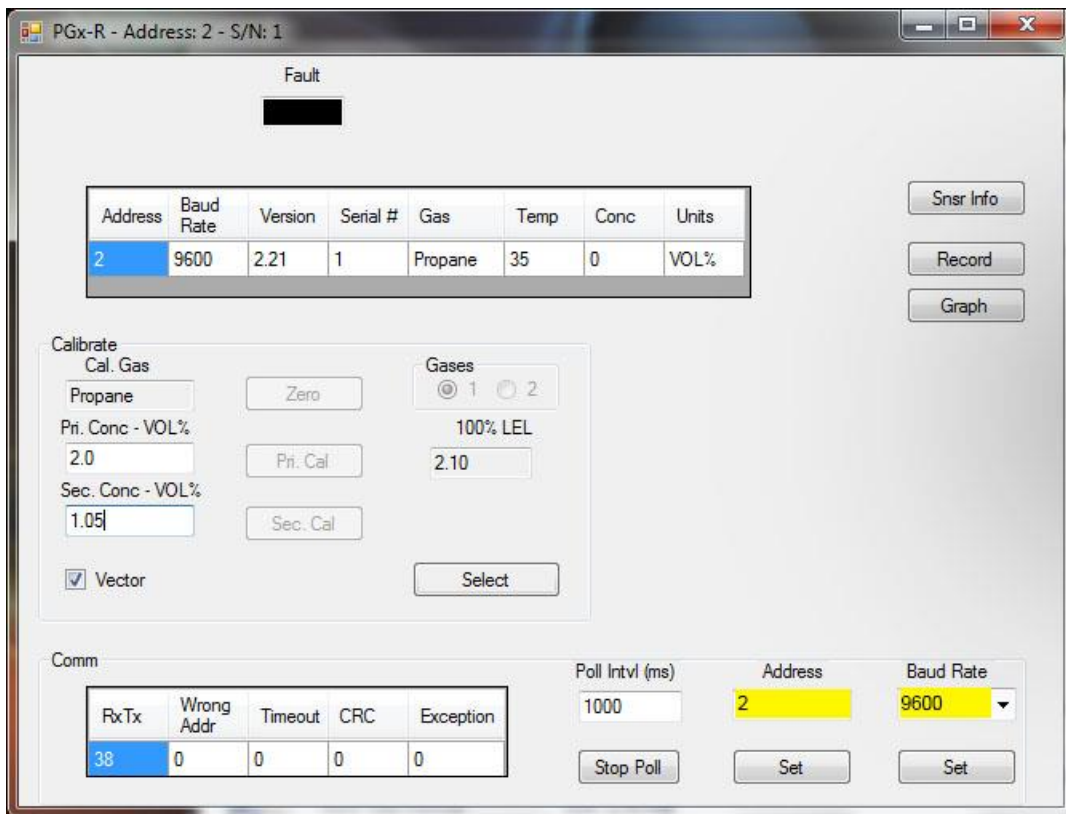 PGx-R - Address: 2 - S/N: 1
Fault
Address Baud Rate Version Serial # Gas Temp Conc Units
2 9600 2.21 1 Propane 35 0 VOL%
Snsr Info
Record
Graph
Calibrate
Cal. Gas
Propane
Zero
Gases
1 2
Pri. Conc - VOL%
2.0
Pri. Cal
100% LEL
2.10
Sec. Conc - VOL%
1.05
Sec. Cal
Vector
Select
Comm
RxTx Wrong Addr Timeout CRC Exception
38 0 0 0 0
Poll Intvl (ms) Address Baud Rate
1000 2 9600
Stop Poll Set Set